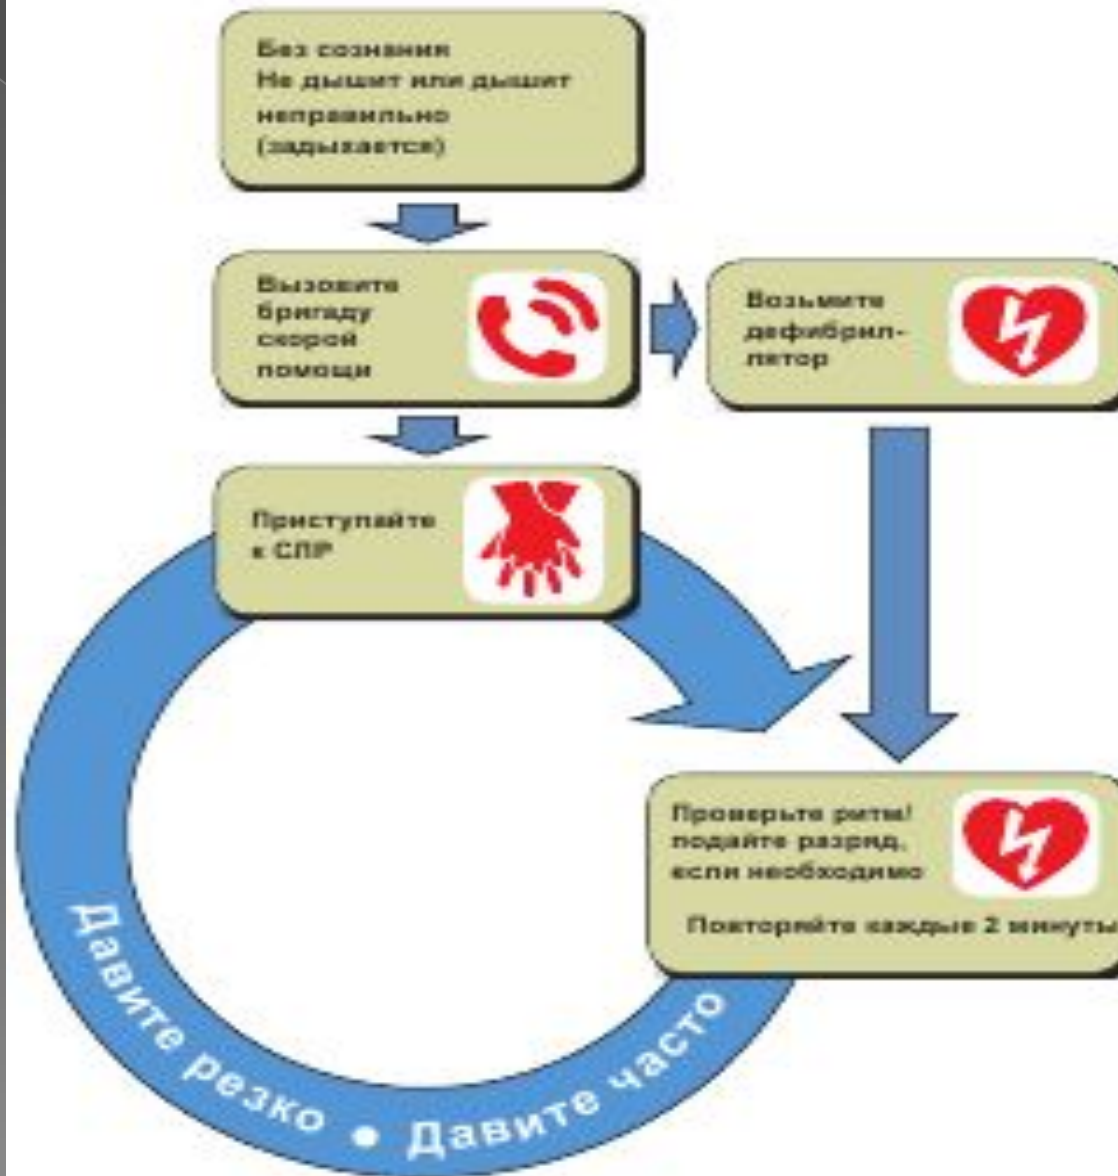 Без сознания
Не дышит или дышит
неправильно
(задыхается)
Вызовите
бригаду
скорой
помощи
Возьмите
дефибрил-
лятор
Приступайте
к СЛР
Проверьте ритм/
подайте разряд,
если необходимо
Повторяйте каждые 2 минуты
Давите резко • Давите часто